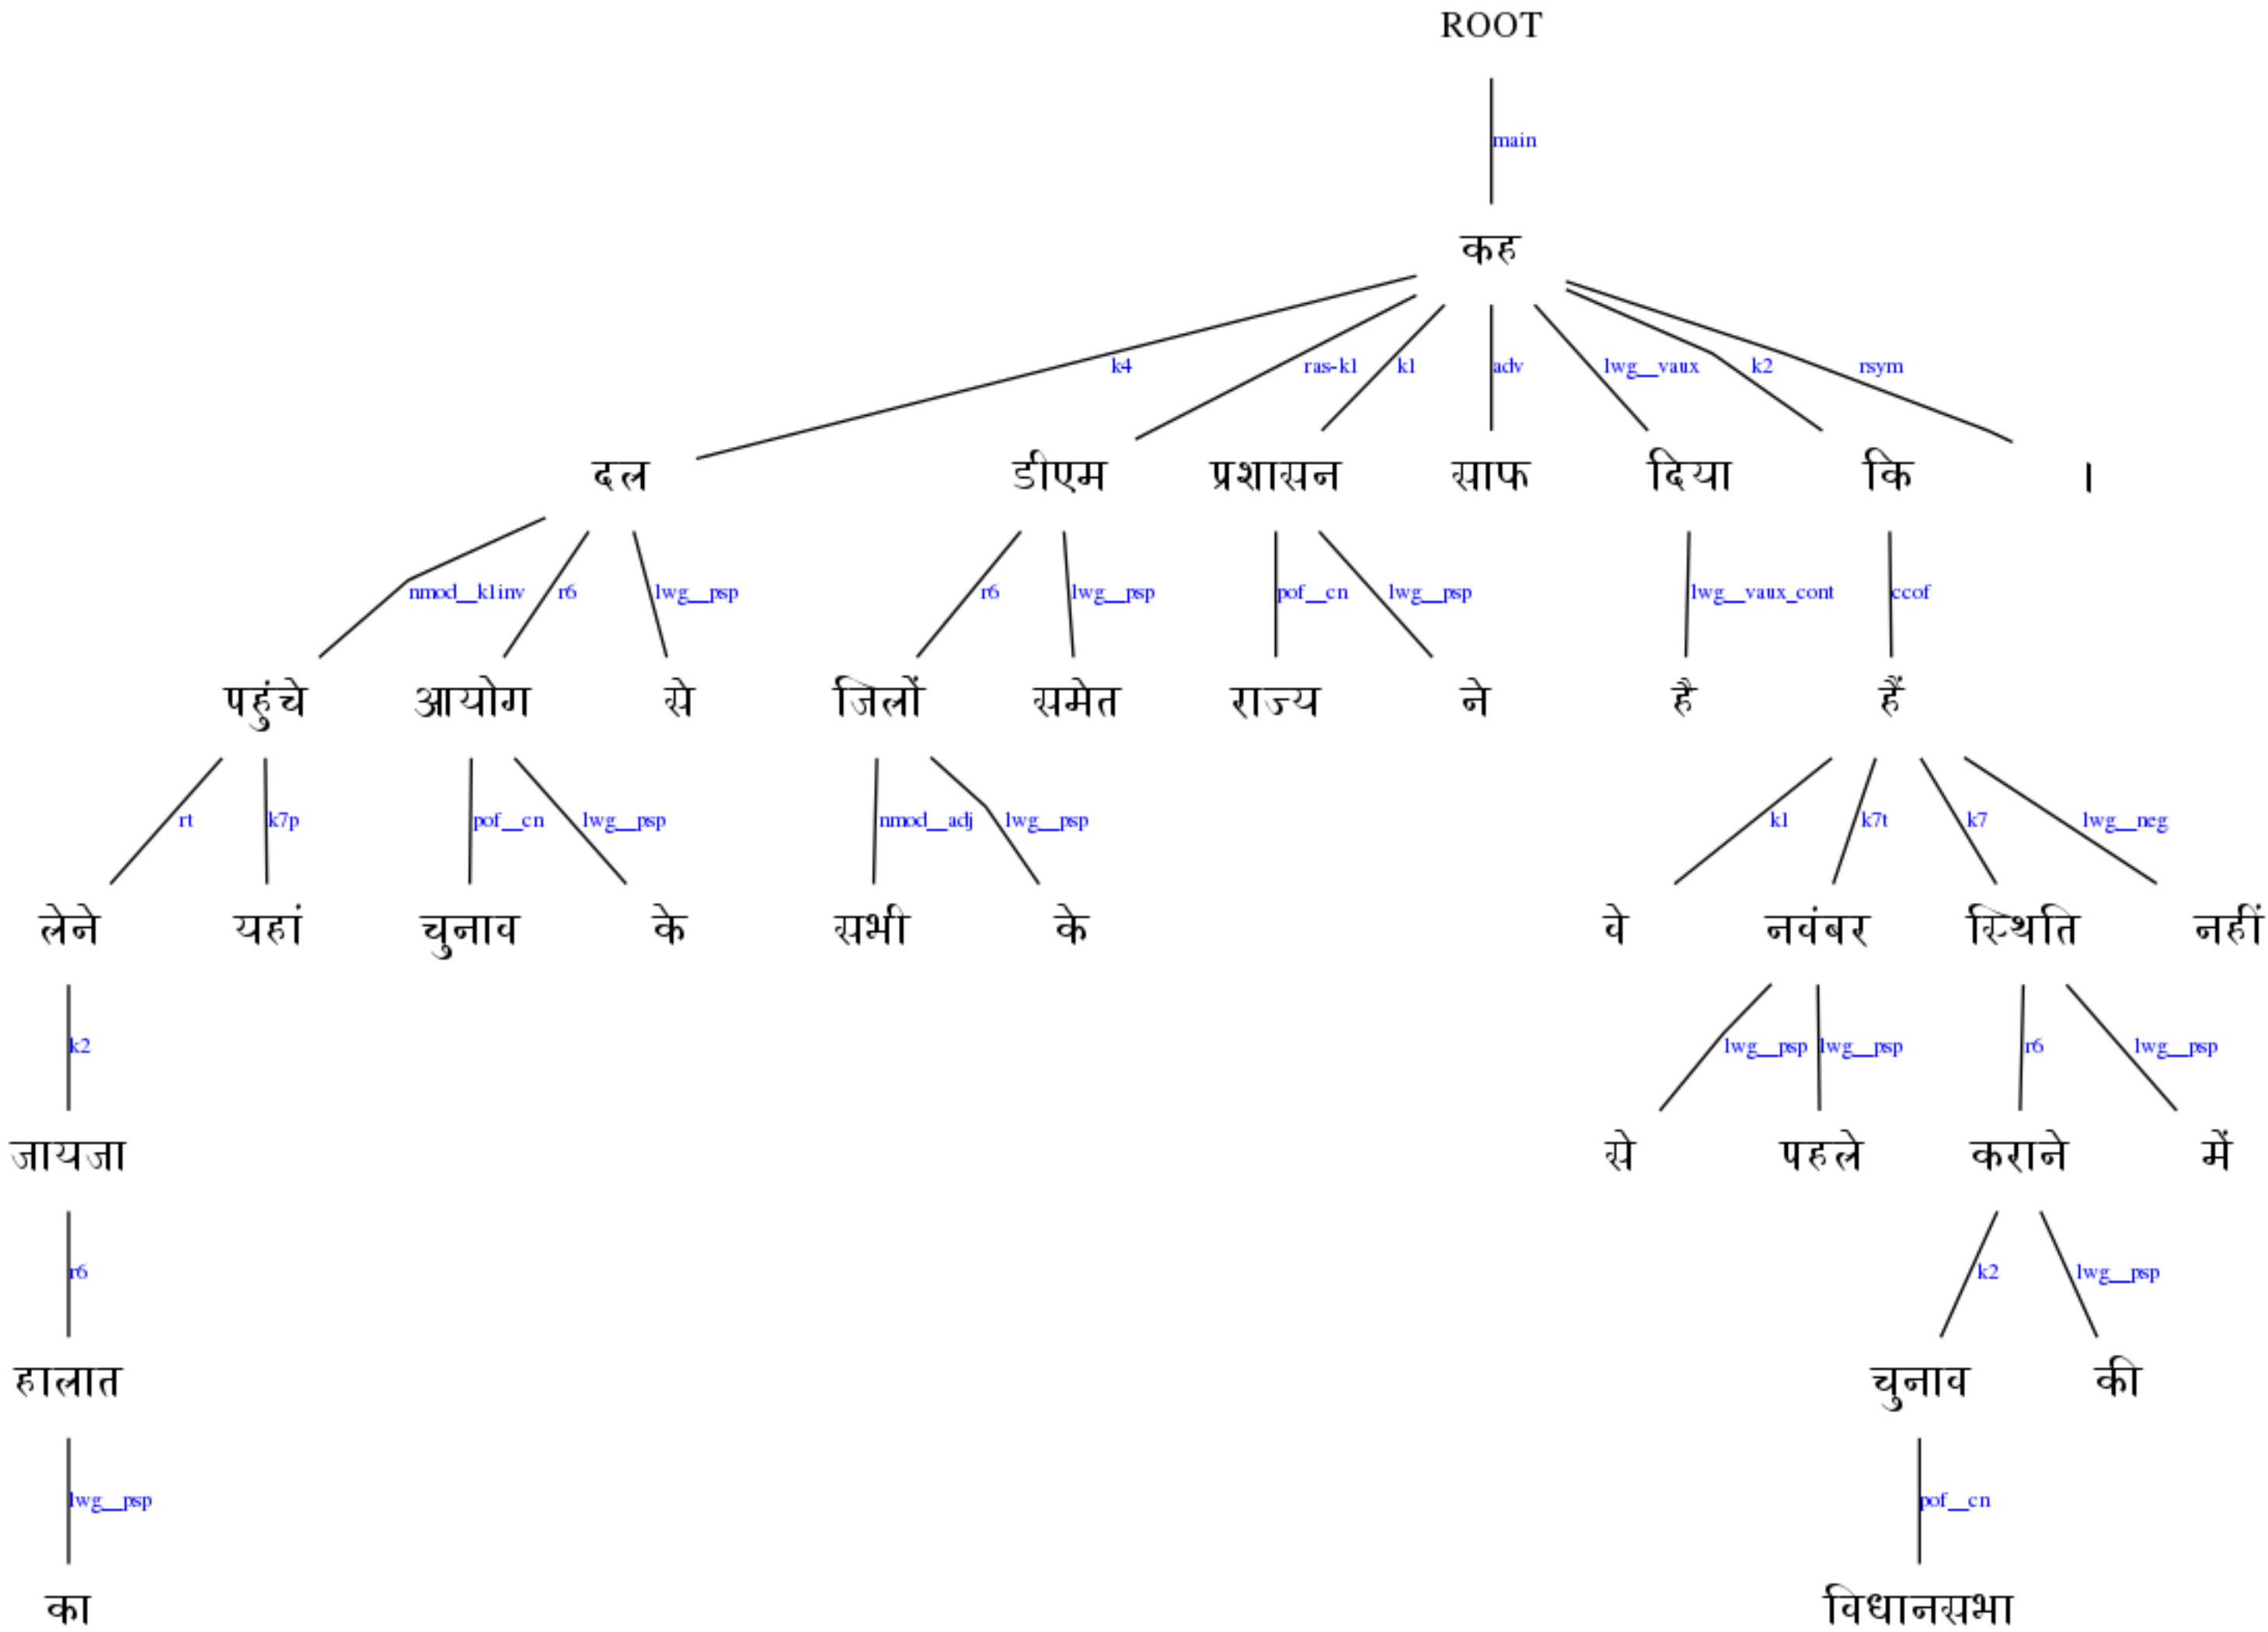 ROOT
main
कह
k4 ras-k1 k1 adv lwg__vaux k2 rsym
दल डीएम प्रशासन साफ दिया कि ।
nmod__k1inv r6 lwg__psp r6 lwg__psp pof__cn lwg__psp lwg__vaux_cont ccof
पहुंचे आयोग से जिलों समेत राज्य ने है हैं
rt k7p pof__cn lwg__psp nmod__adj lwg__psp k1 k7t k7 lwg__neg
लेने यहां चुनाव के सभी के वे नवंबर स्थिति नहीं
k2 lwg__psp lwg__psp r6 lwg__psp
जायजा से पहले कराने में
r6 k2 lwg__psp
हालात चुनाव की
lwg__psp pof__cn
का विधानसभा